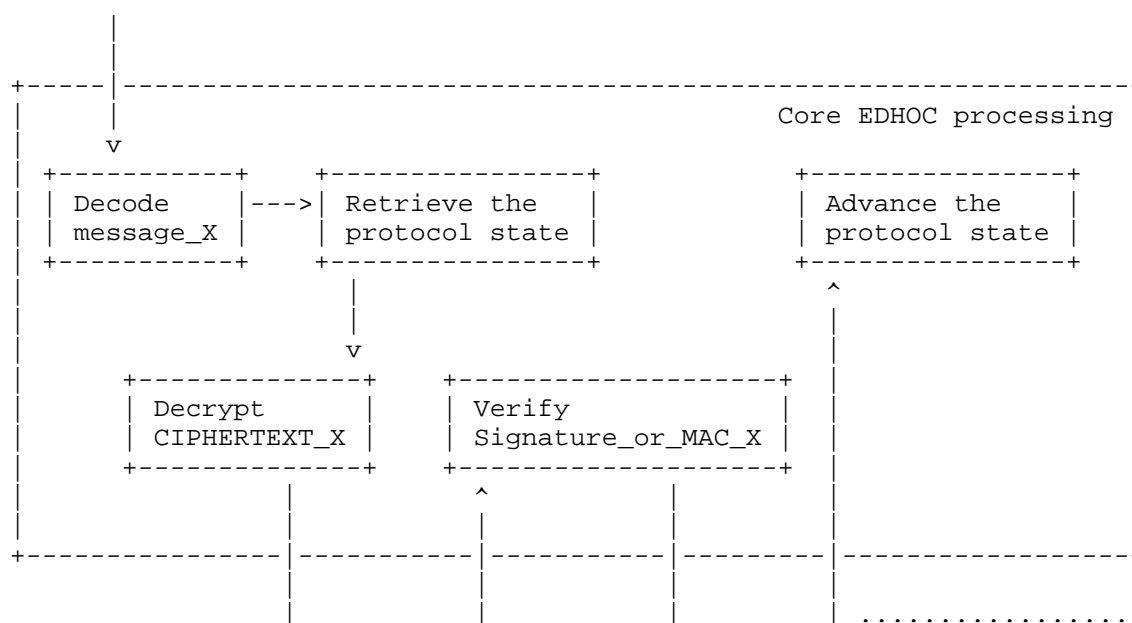 Core EDHOC processing
Decode
message_X
Retrieve the
protocol state
Advance the
protocol state
Decrypt
CIPHERTEXT_X
Verify
Signature_or_MAC_X